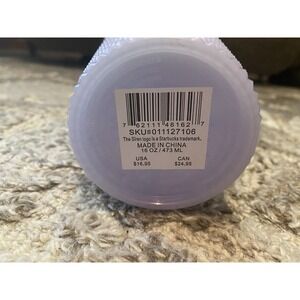 7 62111 48162 7
SKU#011127106
The Siren logo is a Starbucks trademark.
MADE IN CHINA
16 OZ / 473 ML
USA CAN
$16.95 $24.95